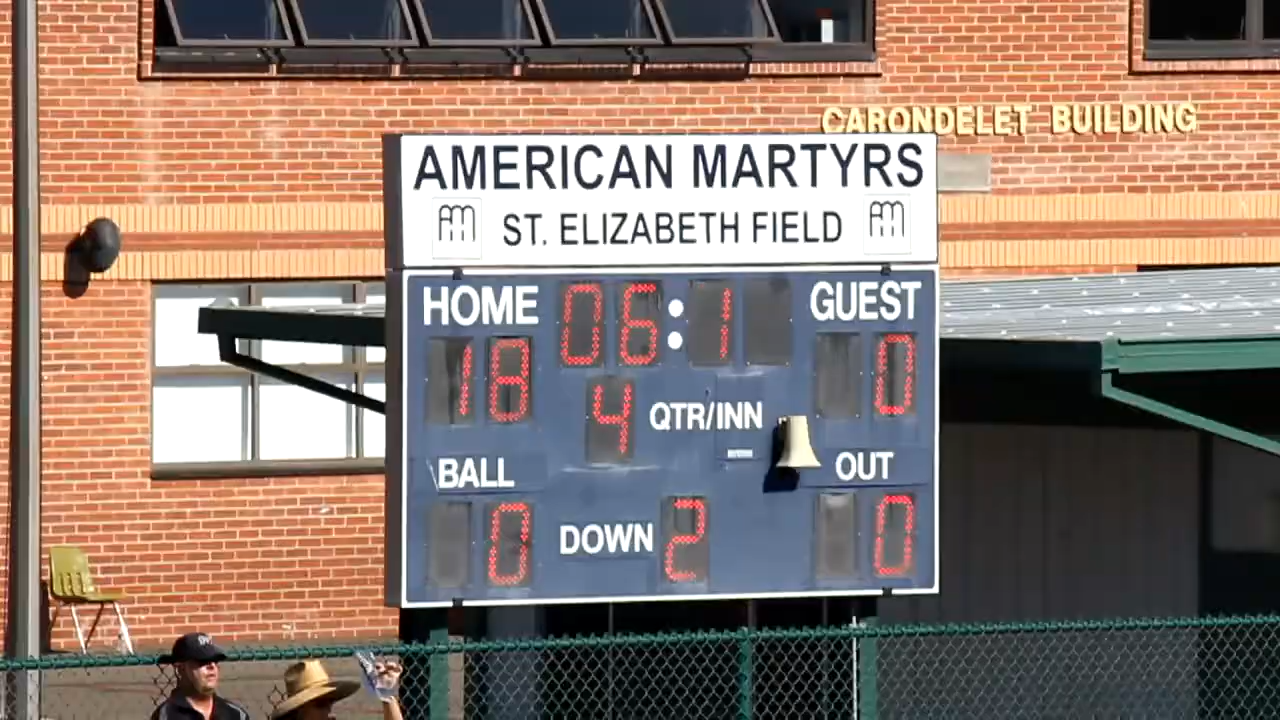 CARONDELET BUILDING
AMERICAN MARTYRS
AM ST. ELIZABETH FIELD AM
HOME 06:1 GUEST
18 0
4 QTR/INN
BALL OUT
0 DOWN 2 0